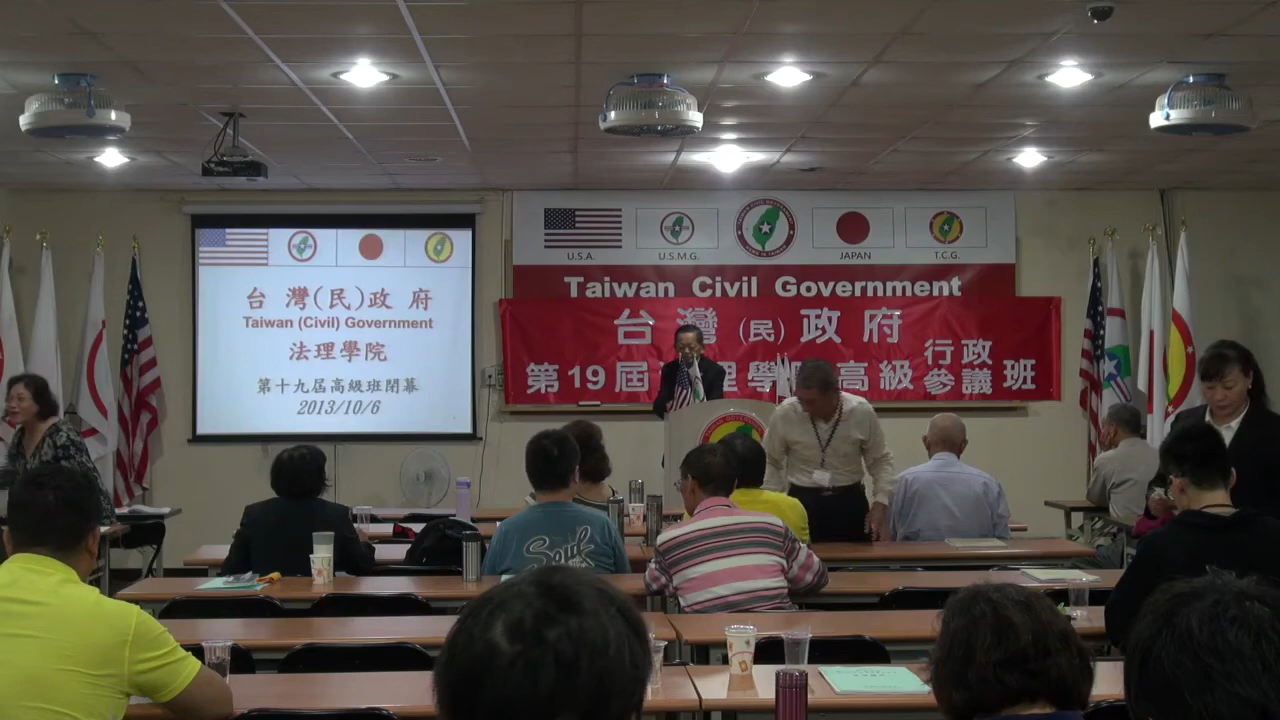 台灣(民)政府
Taiwan (Civil) Government
法理學院
第十九屆高級班閉幕
2013/10/6
U.S.A.
U.S.M.G.
JAPAN
T.C.G.
Taiwan Civil Government
台灣(民)政府
第19屆 理學 高級 行政 參議 班